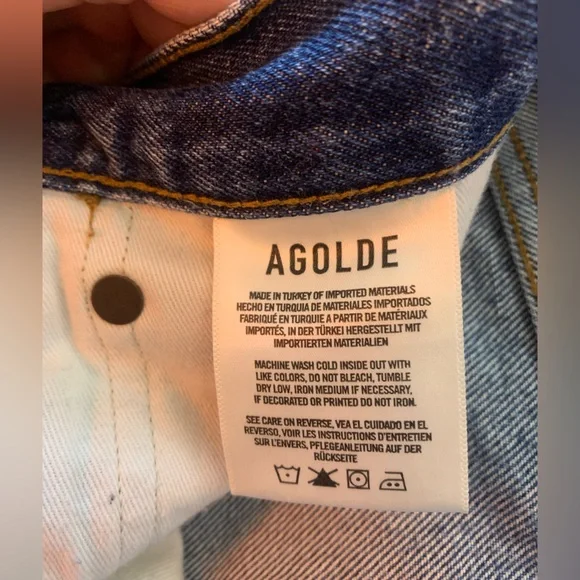 AGOLDE
MADE IN TURKEY OF IMPORTED MATERIALS
HECHO EN TURQUIA DE MATERIALES IMPORTADOS
FABRIQUÉ EN TURQUIE A PARTIR DE MATÉRIAUX
IMPORTÉS, IN DER TÜRKEI HERGESTELLT MIT
IMPORTIERTEN MATERIALIEN
MACHINE WASH COLD INSIDE OUT WITH
LIKE COLORS, DO NOT BLEACH, TUMBLE
DRY LOW, IRON MEDIUM IF NECESSARY,
IF DECORATED OR PRINTED DO NOT IRON.
SEE CARE ON REVERSE, VEA EL CUIDADO EN EL
REVERSO, VOIR LES INSTRUCTIONS D'ENTRETIEN
SUR L'ENVERS, PFLEGEANLEITUNG AUF DER
RÜCKSEITE